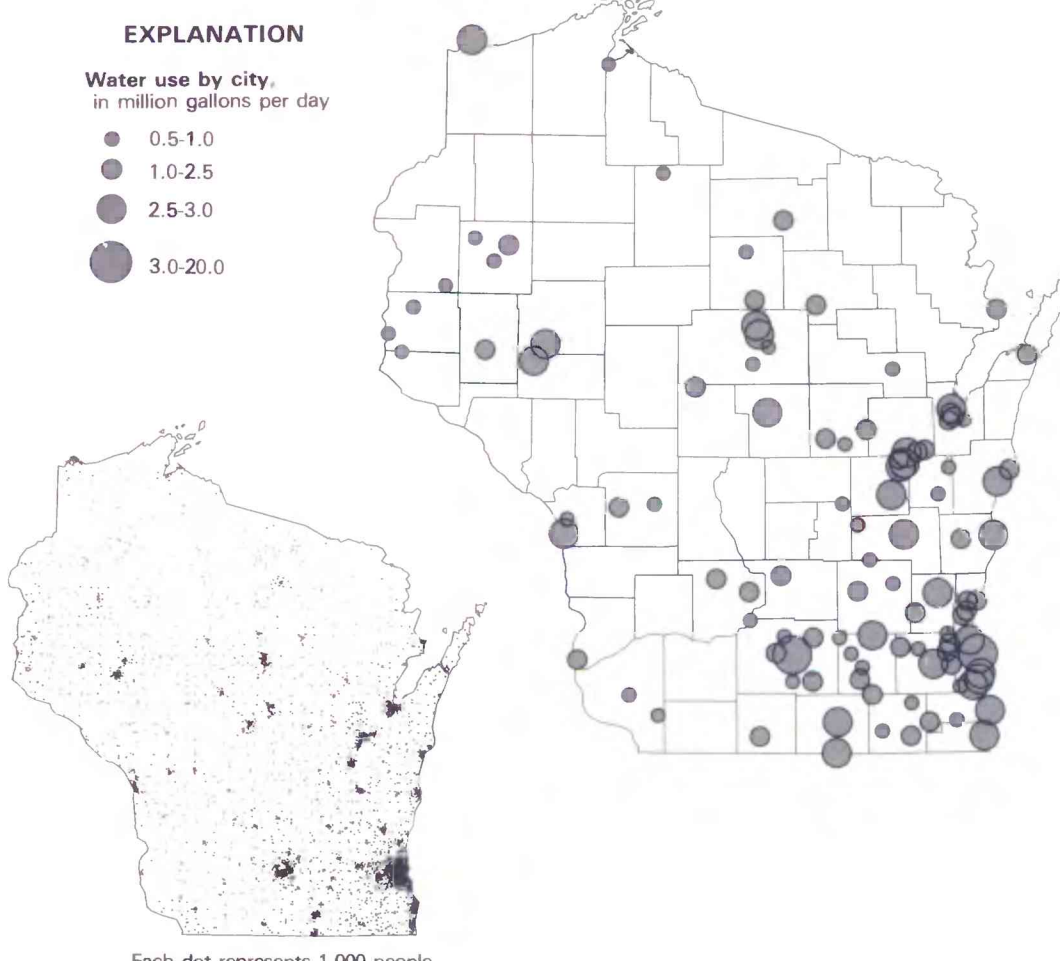 EXPLANATION
Water use by city,
in million gallons per day
0.5-1.0
1.0-2.5
2.5-3.0
3.0-20.0
Each dot represents 1,000 people